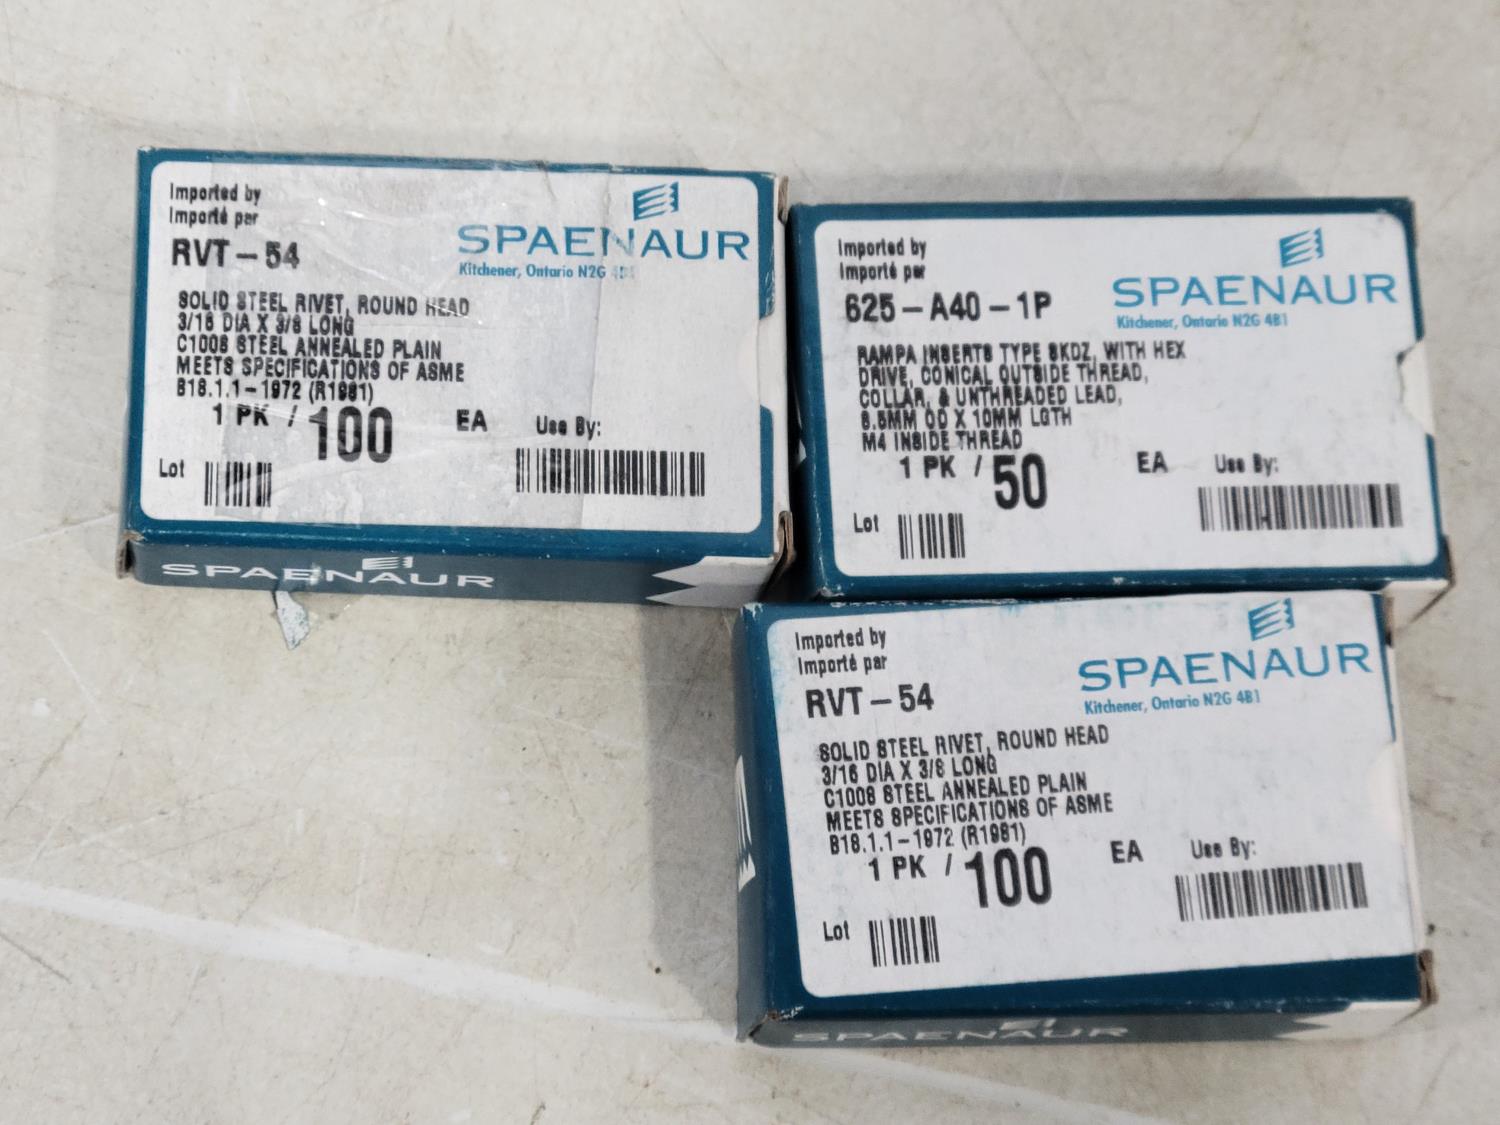 Imported by
Importé par
SPAENAUR
Kitchener, Ontario N2G 4B1
RVT-54
SOLID STEEL RIVET, ROUND HEAD
3/16 DIA X 3/8 LONG
C1008 STEEL ANNEALED PLAIN
MEETS SPECIFICATIONS OF ASME
B18.1.1-1972 (R1981)
1 PK / 100 EA Use By:
Lot
SPAENAUR
Imported by
Importé par
SPAENAUR
Kitchener, Ontario N2G 4B1
625-A40-1P
RAMPA INSERTS TYPE SKDZ, WITH HEX
DRIVE, CONICAL OUTSIDE THREAD,
COLLAR, & UNTHREADED LEAD,
8.5MM OD X 10MM LGTH
M4 INSIDE THREAD
1 PK / 50 EA Use By:
Lot
Imported by
Importé par
SPAENAUR
Kitchener, Ontario N2G 4B1
RVT-54
SOLID STEEL RIVET, ROUND HEAD
3/16 DIA X 3/8 LONG
C1008 STEEL ANNEALED PLAIN
MEETS SPECIFICATIONS OF ASME
B18.1.1-1972 (R1981)
1 PK / 100 EA Use By:
Lot
SPAENAUR